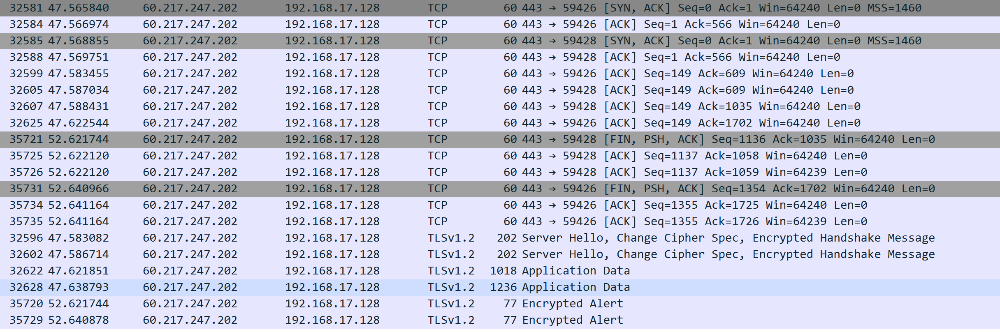 32581 47.565840 60.217.247.202 192.168.17.128 TCP 60 443 → 59426 [SYN, ACK] Seq=0 Ack=1 Win=64240 Len=0 MSS=1460
32584 47.566974 60.217.247.202 192.168.17.128 TCP 60 443 → 59426 [ACK] Seq=1 Ack=566 Win=64240 Len=0
32585 47.568855 60.217.247.202 192.168.17.128 TCP 60 443 → 59428 [SYN, ACK] Seq=0 Ack=1 Win=64240 Len=0 MSS=1460
32588 47.569751 60.217.247.202 192.168.17.128 TCP 60 443 → 59428 [ACK] Seq=1 Ack=566 Win=64240 Len=0
32599 47.583455 60.217.247.202 192.168.17.128 TCP 60 443 → 59426 [ACK] Seq=149 Ack=609 Win=64240 Len=0
32605 47.587034 60.217.247.202 192.168.17.128 TCP 60 443 → 59428 [ACK] Seq=149 Ack=609 Win=64240 Len=0
32607 47.588431 60.217.247.202 192.168.17.128 TCP 60 443 → 59428 [ACK] Seq=149 Ack=1035 Win=64240 Len=0
32625 47.622544 60.217.247.202 192.168.17.128 TCP 60 443 → 59426 [ACK] Seq=149 Ack=1702 Win=64240 Len=0
35721 52.621744 60.217.247.202 192.168.17.128 TCP 60 443 → 59428 [FIN, PSH, ACK] Seq=1136 Ack=1035 Win=64240 Len=0
35725 52.622120 60.217.247.202 192.168.17.128 TCP 60 443 → 59428 [ACK] Seq=1137 Ack=1058 Win=64240 Len=0
35726 52.622120 60.217.247.202 192.168.17.128 TCP 60 443 → 59428 [ACK] Seq=1137 Ack=1059 Win=64239 Len=0
35731 52.640966 60.217.247.202 192.168.17.128 TCP 60 443 → 59426 [FIN, PSH, ACK] Seq=1354 Ack=1702 Win=64240 Len=0
35734 52.641164 60.217.247.202 192.168.17.128 TCP 60 443 → 59426 [ACK] Seq=1355 Ack=1725 Win=64240 Len=0
35735 52.641164 60.217.247.202 192.168.17.128 TCP 60 443 → 59426 [ACK] Seq=1355 Ack=1726 Win=64239 Len=0
32596 47.583082 60.217.247.202 192.168.17.128 TLSv1.2 202 Server Hello, Change Cipher Spec, Encrypted Handshake Message
32602 47.586714 60.217.247.202 192.168.17.128 TLSv1.2 202 Server Hello, Change Cipher Spec, Encrypted Handshake Message
32622 47.621851 60.217.247.202 192.168.17.128 TLSv1.2 1018 Application Data
32628 47.638793 60.217.247.202 192.168.17.128 TLSv1.2 1236 Application Data
35720 52.621744 60.217.247.202 192.168.17.128 TLSv1.2 77 Encrypted Alert
35729 52.640878 60.217.247.202 192.168.17.128 TLSv1.2 77 Encrypted Alert